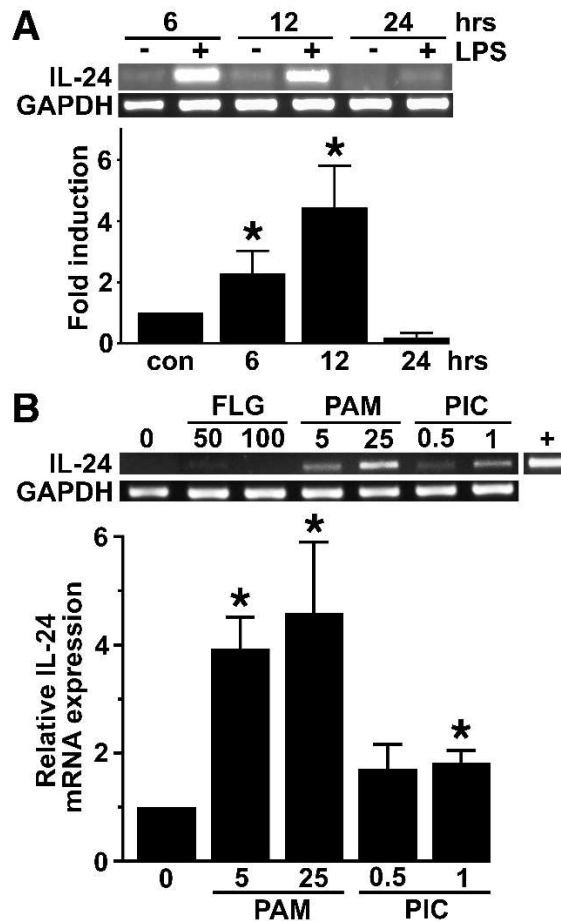 A
6 12 24 hrs
- + - + - + LPS
IL-24
GAPDH
Fold induction
6
4
2
0
* *
con 6 12 24 hrs
B
FLG PAM PIC
0 50 100 5 25 0.5 1 +
IL-24
GAPDH
Relative IL-24
mRNA expression
6
4
2
0
* * *
0 5 25 0.5 1
PAM PIC